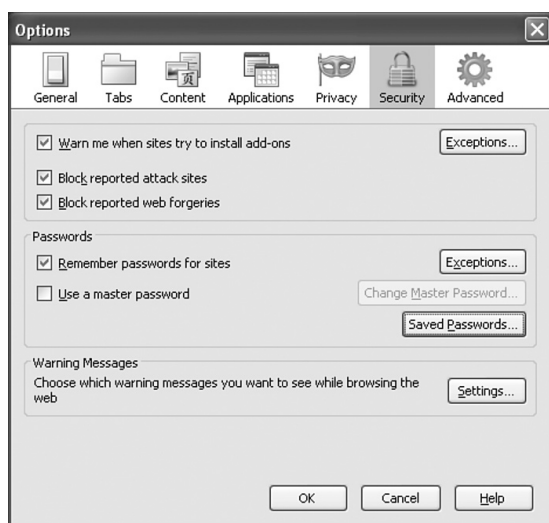 Options
General Tabs Content Applications Privacy Security Advanced
Warn me when sites try to install add-ons Exceptions...
Block reported attack sites
Block reported web forgeries
Passwords
Remember passwords for sites Exceptions...
Use a master password Change Master Password...
Saved Passwords...
Warning Messages
Choose which warning messages you want to see while browsing the
web
Settings...
OK Cancel Help